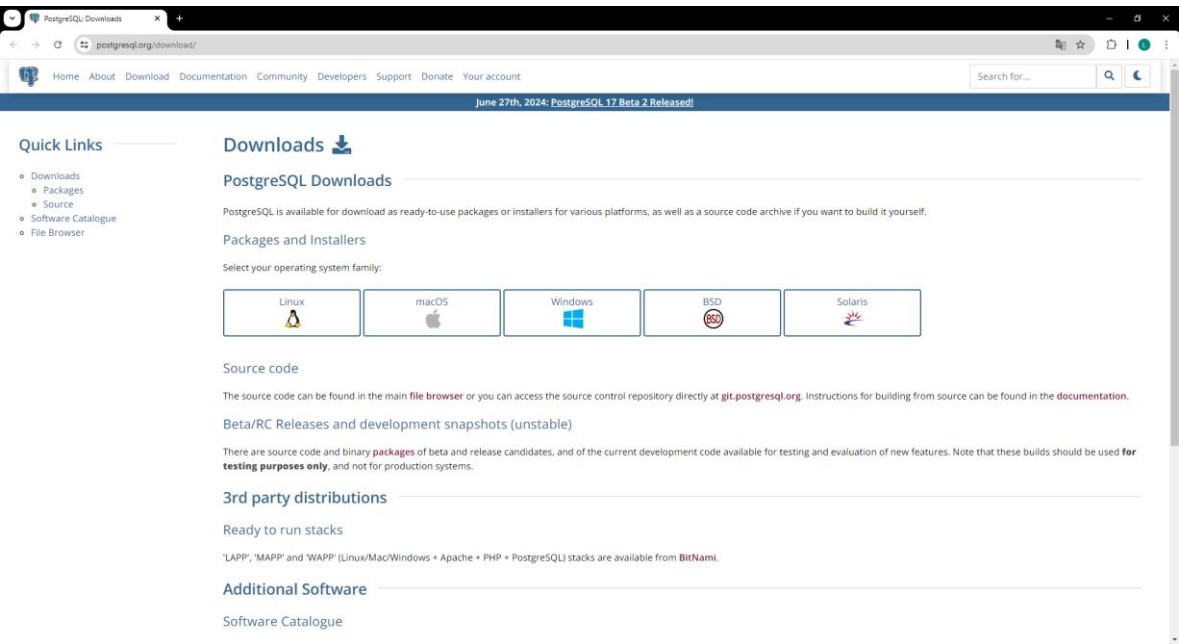 PostgreSQL: Downloads
postgresql.org/download/
L
Home About Download Documentation Community Developers Support Donate Your account
Search for...
June 27th, 2024: PostgreSQL 17 Beta 2 Released!
Quick Links
Downloads
Packages
Source
Software Catalogue
File Browser
Downloads
PostgreSQL Downloads
PostgreSQL is available for download as ready-to-use packages or installers for various platforms, as well as a source code archive if you want to build it yourself.
Packages and Installers
Select your operating system family:
Linux macOS Windows BSD Solaris
BSD
Source code
The source code can be found in the main file browser or you can access the source control repository directly at git.postgresql.org. Instructions for building from source can be found in the documentation.
Beta/RC Releases and development snapshots (unstable)
There are source code and binary packages of beta and release candidates, and of the current development code available for testing and evaluation of new features. Note that these builds should be used for
testing purposes only, and not for production systems.
3rd party distributions
Ready to run stacks
'LAPP', 'MAPP' and 'WAPP' (Linux/Mac/Windows + Apache + PHP + PostgreSQL) stacks are available from BitNami.
Additional Software
Software Catalogue